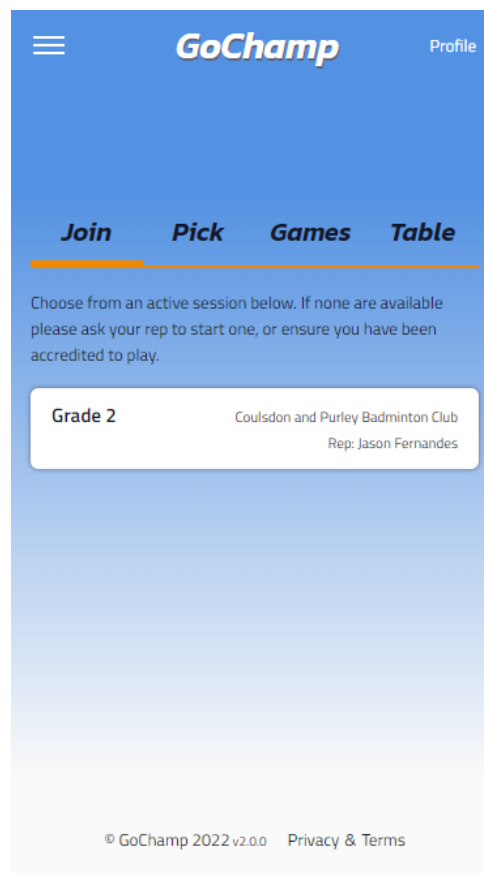 GoChamp
Profile
Join Pick Games Table
Choose from an active session below. If none are available
please ask your rep to start one, or ensure you have been
accredited to play.
Grade 2
Coulsdon and Purley Badminton Club
Rep: Jason Fernandes
© GoChamp 2022 v2.0.0 Privacy & Terms